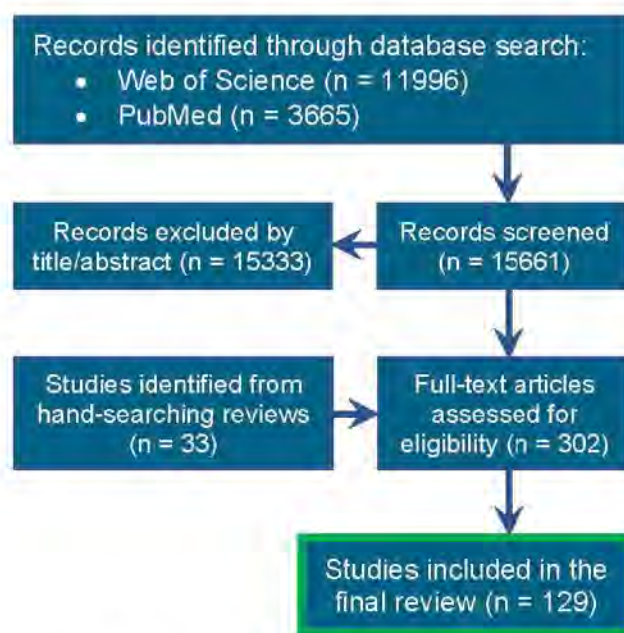 Records identified through database search:
• Web of Science (n = 11996)
• PubMed (n = 3665)
Records excluded by
title/abstract (n = 15333)
Records screened
(n = 15661)
Studies identified from
hand-searching reviews
(n = 33)
Full-text articles
assessed for
eligibility (n = 302)
Studies included in the
final review (n = 129)